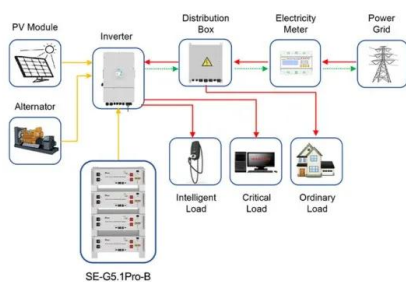 PV Module
Inverter
Distribution
Box
Electricity
Meter
Power
Grid
Alternator
Intelligent
Load
Critical
Load
Ordinary
Load
SE-G5.1Pro-B